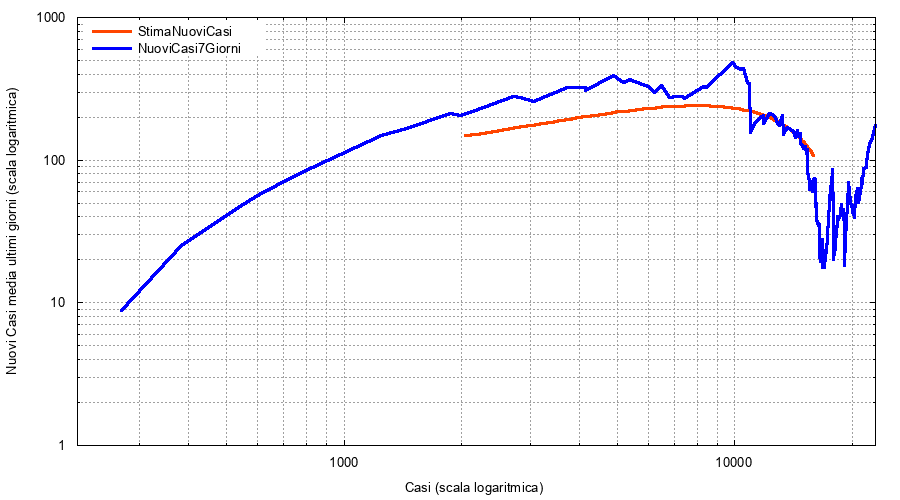 1000
StimaNuoviCasi
NuoviCasi7Giorni
100
10
1
1000
10000
Nuovi Casi media ultimi giorni (scala logaritmica)
Casi (scala logaritmica)